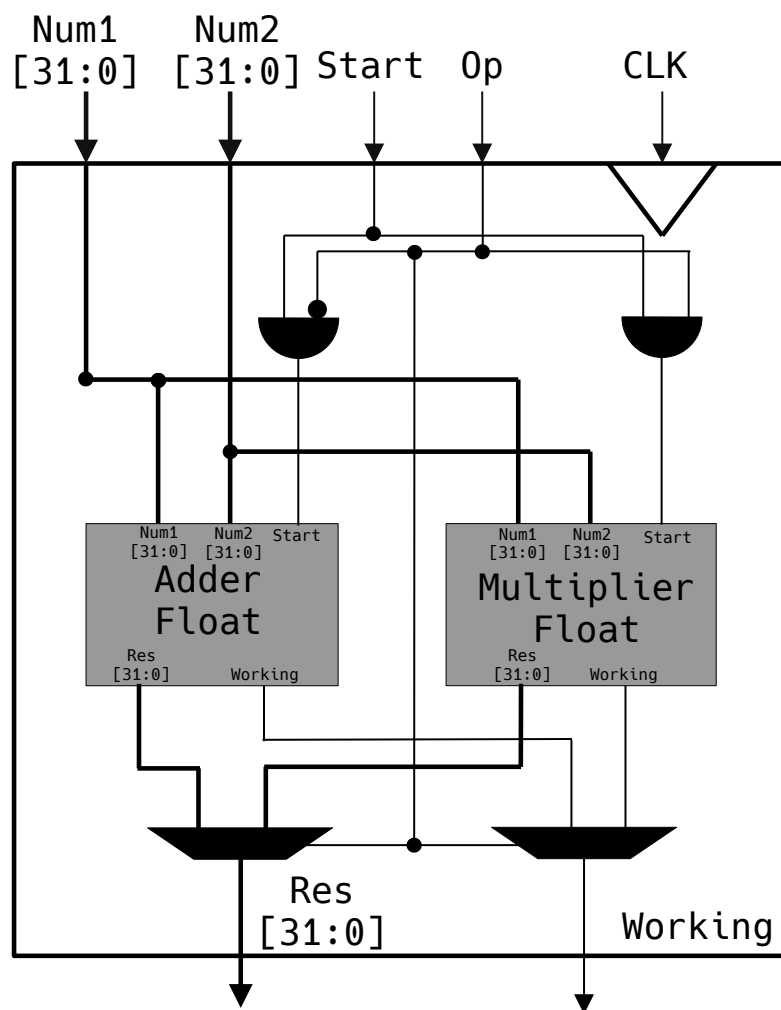 Num1
[31:0]
Num2
[31:0]
Start
Op
CLK
Num1
[31:0]
Num2
[31:0]
Start
Adder
Float
Res
[31:0]
Working
Num1
[31:0]
Num2
[31:0]
Start
Multiplier
Float
Res
[31:0]
Working
Res
[31:0]
Working